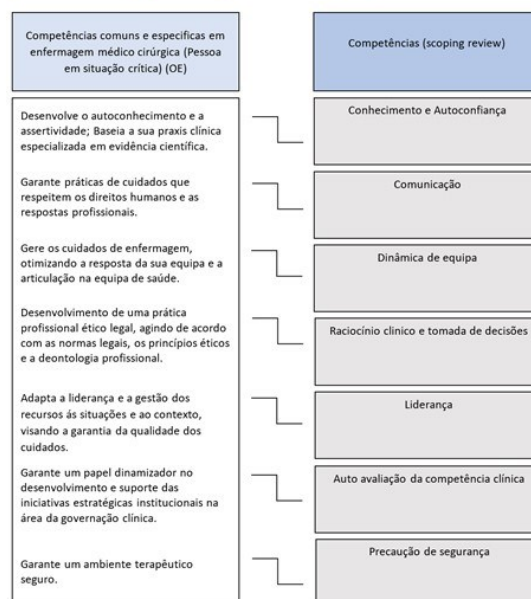 Competências comuns e especificas em
enfermagem médico cirúrgica (Pessoa
em situação crítica) (OE)
Competências (scoping review)
Desenvolve o autoconhecimento e a
assertividade; Baseia a sua praxis clínica
especializada em evidência científica.
Conhecimento e Autoconfiança
Garante práticas de cuidados que
respeitem os direitos humanos e as
respostas profissionais.
Comunicação
Gere os cuidados de enfermagem,
otimizando a resposta da sua equipa e a
articulação na equipa de saúde.
Dinâmica de equipa
Desenvolvimento de uma prática
profissional ético legal, agindo de acordo
com as normas legais, os princípios éticos
e a deontologia profissional.
Raciocínio clinico e tomada de decisões
Adapta a liderança e a gestão dos
recursos ás situações e ao contexto,
visando a garantia da qualidade dos
cuidados.
Liderança
Garante um papel dinamizador no
desenvolvimento e suporte das
iniciativas estratégicas institucionais na
área da governação clínica.
Auto avaliação da competência clínica
Garante um ambiente terapêutico
seguro.
Precaução de segurança